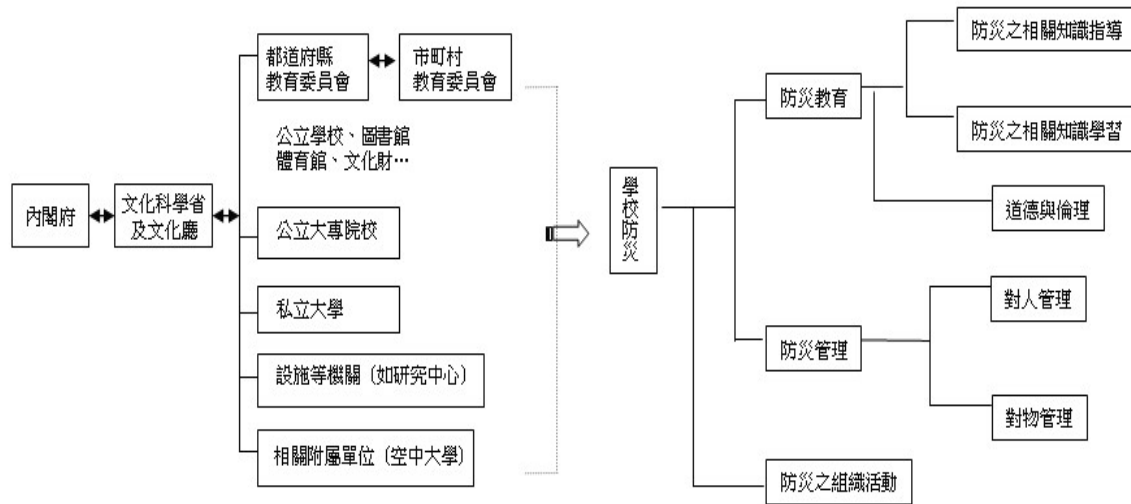 內閣府
文化科學省
及文化廳
都道府縣
教育委員會
市町村
教育委員會
公立學校、圖書館
體育館、文化財…
公立大專院校
私立大學
設施等機關（如研究中心）
相關附屬單位（空中大學）
學校防災
防災教育
防災之相關知識指導
防災之相關知識學習
道德與倫理
防災管理
對人管理
對物管理
防災之組織活動